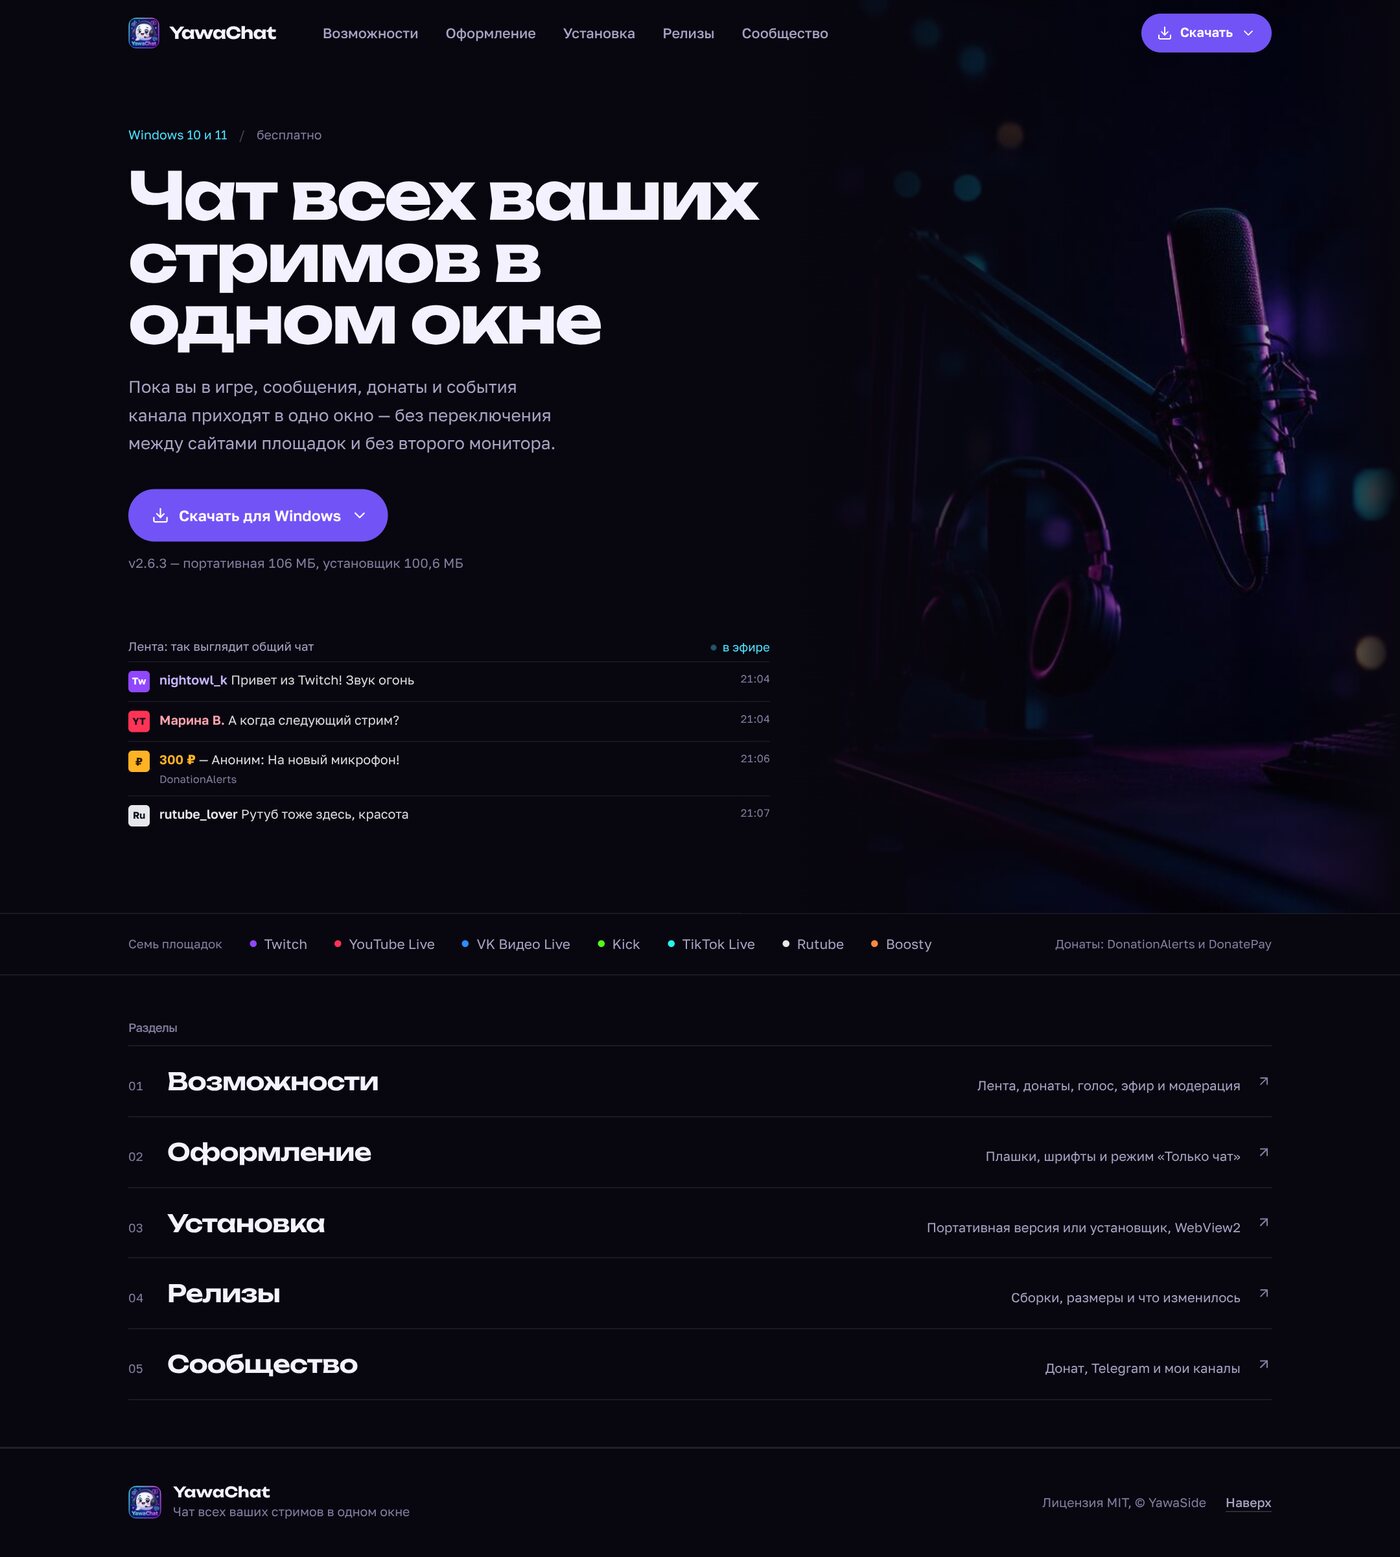 YawaChat
Возможности
Оформление
Установка
Релизы
Сообщество
Скачать
Windows 10 и 11 / бесплатно
Чат всех ваших
стримов в
одном окне
Пока вы в игре, сообщения, донаты и события
канала приходят в одно окно — без переключения
между сайтами площадок и без второго монитора.
Скачать для Windows
v2.6.3 — портативная 106 МБ, установщик 100,6 МБ
Лента: так выглядит общий чат
в эфире
Tw nightowl_k Привет из Twitch! Звук огонь 21:04
YT Марина В. А когда следующий стрим? 21:04
₽ 300 ₽ — Аноним: На новый микрофон! 21:06
DonationAlerts
Ru rutube_lover Рутуб тоже здесь, красота 21:07
Семь площадок
Twitch
YouTube Live
VK Видео Live
Kick
TikTok Live
Rutube
Boosty
Донаты: DonationAlerts и DonatePay
Разделы
01 Возможности Лента, донаты, голос, эфир и модерация
02 Оформление Плашки, шрифты и режим «Только чат»
03 Установка Портативная версия или установщик, WebView2
04 Релизы Сборки, размеры и что изменилось
05 Сообщество Донат, Telegram и мои каналы
YawaChat
Чат всех ваших стримов в одном окне
Лицензия MIT, © YawaSide
Наверх